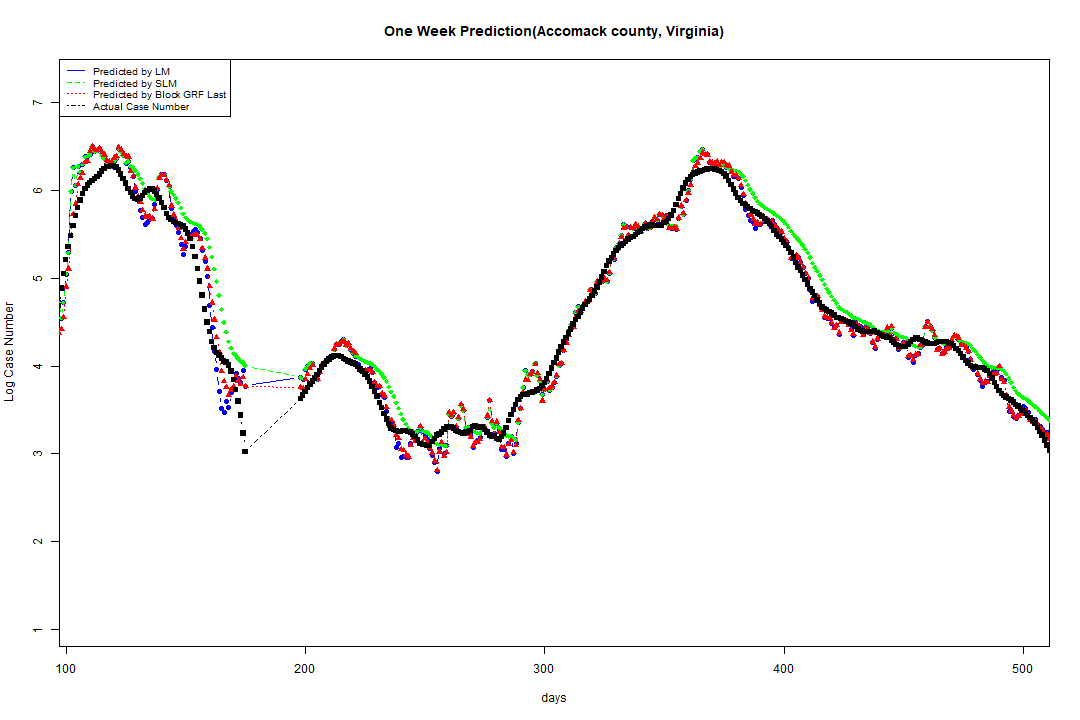 One Week Prediction(Accomack county, Virginia)
Predicted by LM
Predicted by SLM
Predicted by Block GRF Last
Actual Case Number
7
6
5
4
3
2
1
Log Case Number
100 200 300 400 500
days